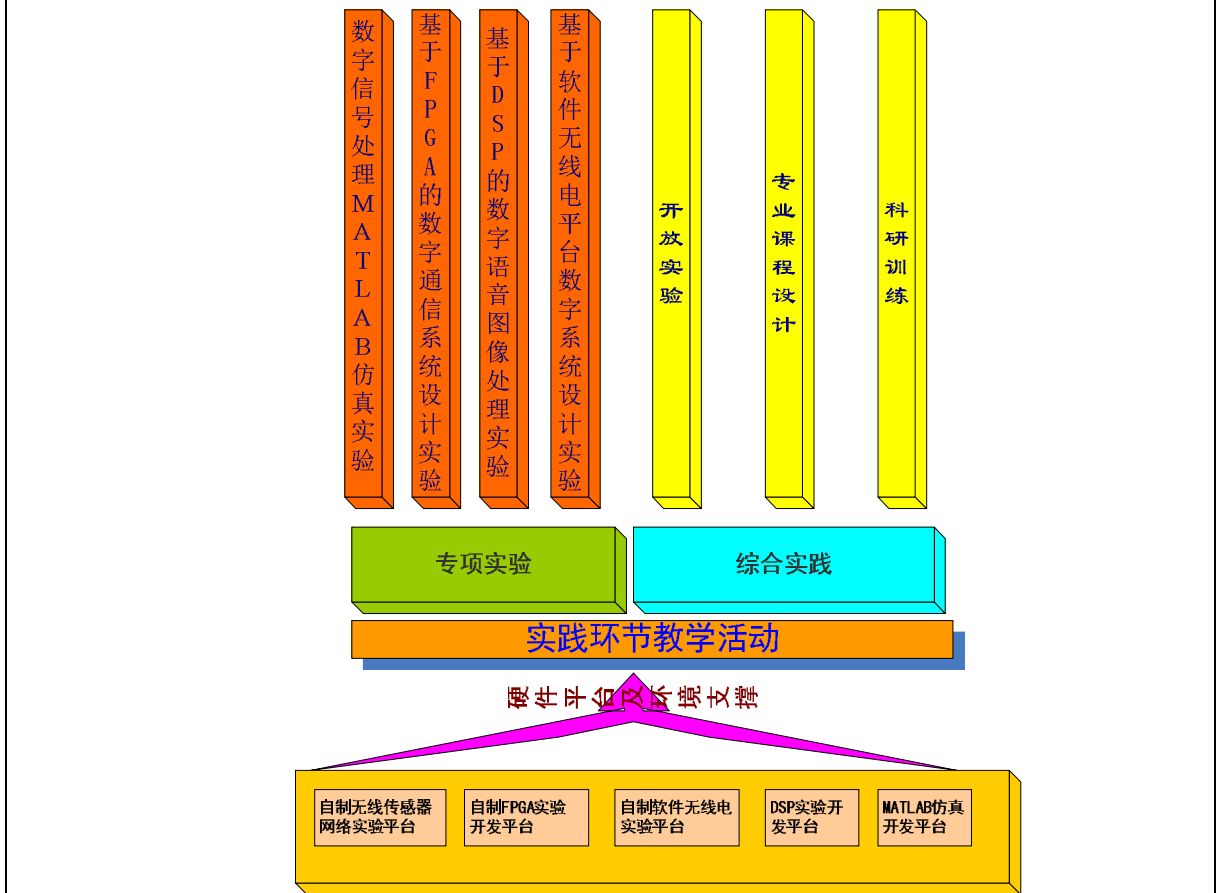 数字信号处理MATLAB仿真实验
基于FPGA的数字通信系统设计实验
基于DSP的数字语音图像处理实验
基于软件无线电平台数字系统设计实验
开放实验
专业课程设计
科研训练
专项实验
综合实践
实践环节教学活动
硬件平台及环境支撑
自制无线传感器
网络实验平台
自制FPGA实验
开发平台
自制软件无线电
实验平台
DSP实验开
发平台
MATLAB仿真
开发平台